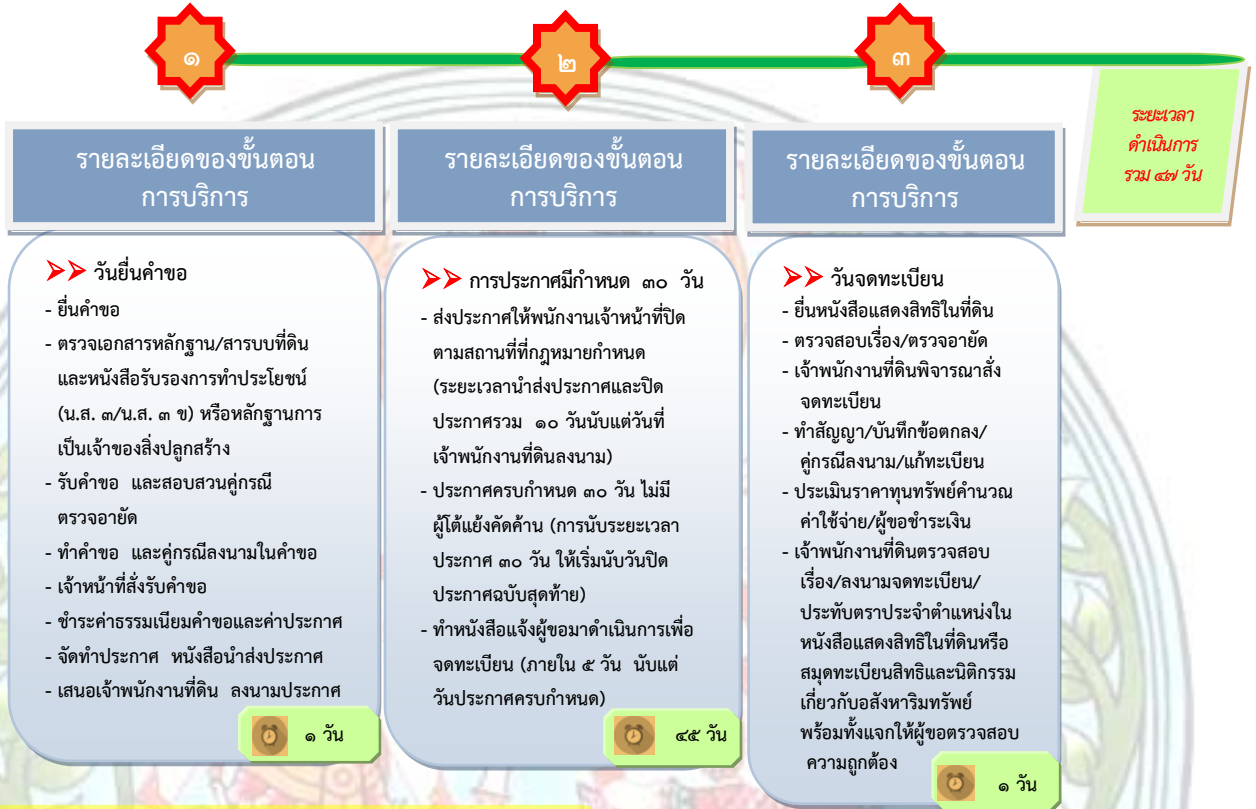 ๑
๒
๓
ระยะเวลา
ดำเนินการ
รวม ๔๗ วัน
รายละเอียดของขั้นตอน
การบริการ
➢➢ วันยื่นคำขอ
- ยื่นคำขอ
- ตรวจเอกสารหลักฐาน/สารบบที่ดิน
และหนังสือรับรองการทำประโยชน์
(น.ส. ๓/น.ส. ๓ ข) หรือหลักฐานการ
เป็นเจ้าของสิ่งปลูกสร้าง
- รับคำขอ และสอบสวนคู่กรณี
ตรวจอายัด
- ทำคำขอ และคู่กรณีลงนามในคำขอ
- เจ้าหน้าที่สั่งรับคำขอ
- ชำระค่าธรรมเนียมคำขอและค่าประกาศ
- จัดทำประกาศ หนังสือนำส่งประกาศ
- เสนอเจ้าพนักงานที่ดิน ลงนามประกาศ
๑ วัน
รายละเอียดของขั้นตอน
การบริการ
➢➢ การประกาศมีกำหนด ๓๐ วัน
- ส่งประกาศให้พนักงานเจ้าหน้าที่ปิด
ตามสถานที่ที่กฎหมายกำหนด
(ระยะเวลานำส่งประกาศและปิด
ประกาศรวม ๑๐ วันนับแต่วันที่
เจ้าพนักงานที่ดินลงนาม)
- ประกาศครบกำหนด ๓๐ วัน ไม่มี
ผู้โต้แย้งคัดค้าน (การนับระยะเวลา
ประกาศ ๓๐ วัน ให้เริ่มนับวันปิด
ประกาศฉบับสุดท้าย)
- ทำหนังสือแจ้งผู้ขอมาดำเนินการเพื่อ
จดทะเบียน (ภายใน ๕ วัน นับแต่
วันประกาศครบกำหนด)
๔๕ วัน
รายละเอียดของขั้นตอน
การบริการ
➢➢ วันจดทะเบียน
- ยื่นหนังสือแสดงสิทธิในที่ดิน
- ตรวจสอบเรื่อง/ตรวจอายัด
- เจ้าพนักงานที่ดินพิจารณาสั่ง
จดทะเบียน
- ทำสัญญา/บันทึกข้อตกลง/
คู่กรณีลงนาม/แก้ทะเบียน
- ประเมินราคาทุนทรัพย์คำนวณ
ค่าใช้จ่าย/ผู้ขอชำระเงิน
- เจ้าพนักงานที่ดินตรวจสอบ
เรื่อง/ลงนามจดทะเบียน/
ประทับตราประจำตำแหน่งใน
หนังสือแสดงสิทธิในที่ดินหรือ
สมุดทะเบียนสิทธิและนิติกรรม
เกี่ยวกับอสังหาริมทรัพย์
พร้อมทั้งแจกให้ผู้ขอตรวจสอบ
ความถูกต้อง
๑ วัน